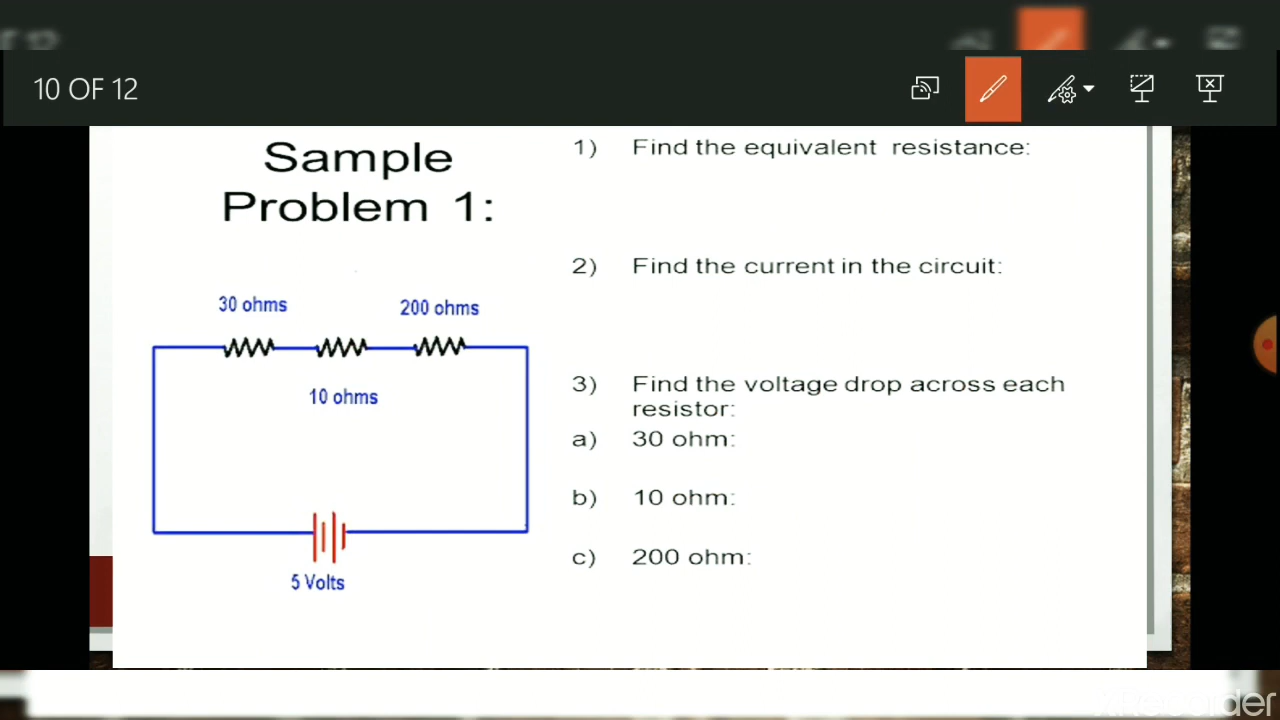 10 OF 12
Sample
Problem 1:
30 ohms
200 ohms
10 ohms
5 Volts
1) Find the equivalent resistance:
2) Find the current in the circuit:
3) Find the voltage drop across each
resistor:
a) 30 ohm:
b) 10 ohm:
c) 200 ohm: